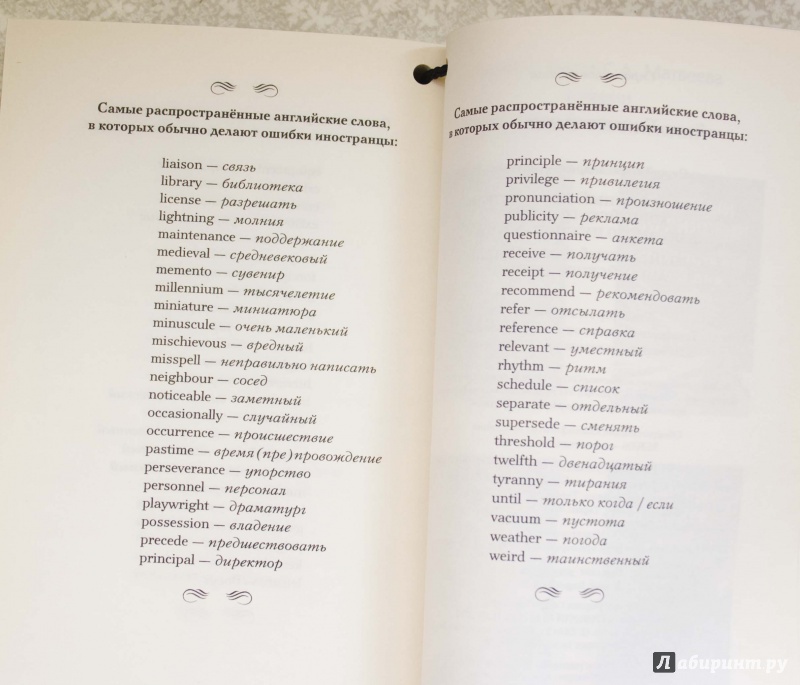 Самые распространённые английские слова,
в которых обычно делают ошибки иностранцы:
liaison — связь
library — библиотека
license — разрешать
lightning — молния
maintenance — поддержание
medieval — средневековый
memento — сувенир
millennium — тысячелетие
miniature — миниатюра
minuscule — очень маленький
mischievous — вредный
misspell — неправильно написать
neighbour — сосед
noticeable — заметный
occasionally — случайный
occurrence — происшествие
pastime — время(пре)провождение
perseverance — упорство
personnel — персонал
playwright — драматург
possession — владение
precede — предшествовать
principal — директор
Самые распространённые английские слова,
в которых обычно делают ошибки иностранцы:
principle — принцип
privilege — привилегия
pronunciation — произношение
publicity — реклама
questionnaire — анкета
receive — получать
receipt — получение
recommend — рекомендовать
refer — отсылать
reference — справка
relevant — уместный
rhythm — ритм
schedule — список
separate — отдельный
supersede — сменять
threshold — порог
twelfth — двенадцатый
tyranny — тирания
until — только когда / если
vacuum — пустота
weather — погода
weird — таинственный
Л Лабиринт.ру